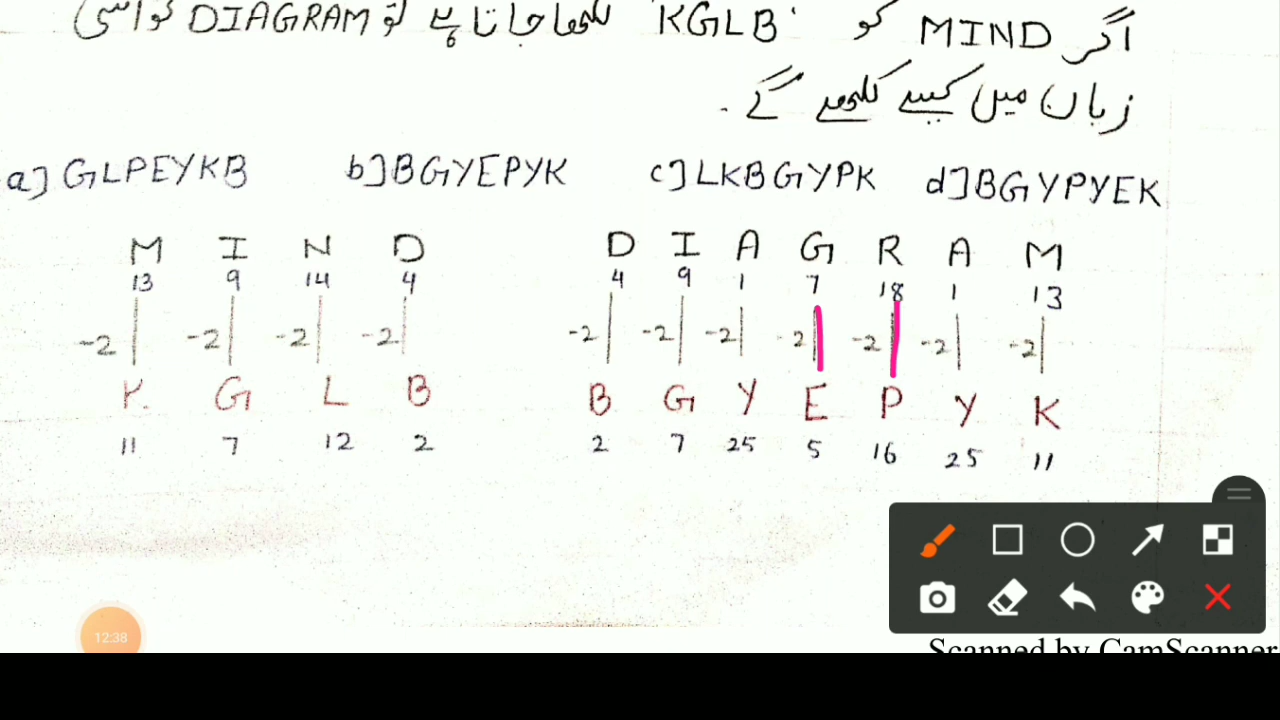 اگر MIND کو 'KGLB' لکھا جاتا ہے تو DIAGRAM کو اسی
زبان میں کیسے لکھیں گے۔
a] GLPEYKB b] BGYEPYK c] LKBGYPK d] BGYPYEK
M I N D D I A G R A M
13 9 14 4 4 9 1 7 18 1 13
-2 -2 -2 -2 -2 -2 -2 -2 -2 -2 -2
K G L B B G Y E P Y K
11 7 12 2 2 7 25 5 16 25 11
12:38
Scanned by CamScanner